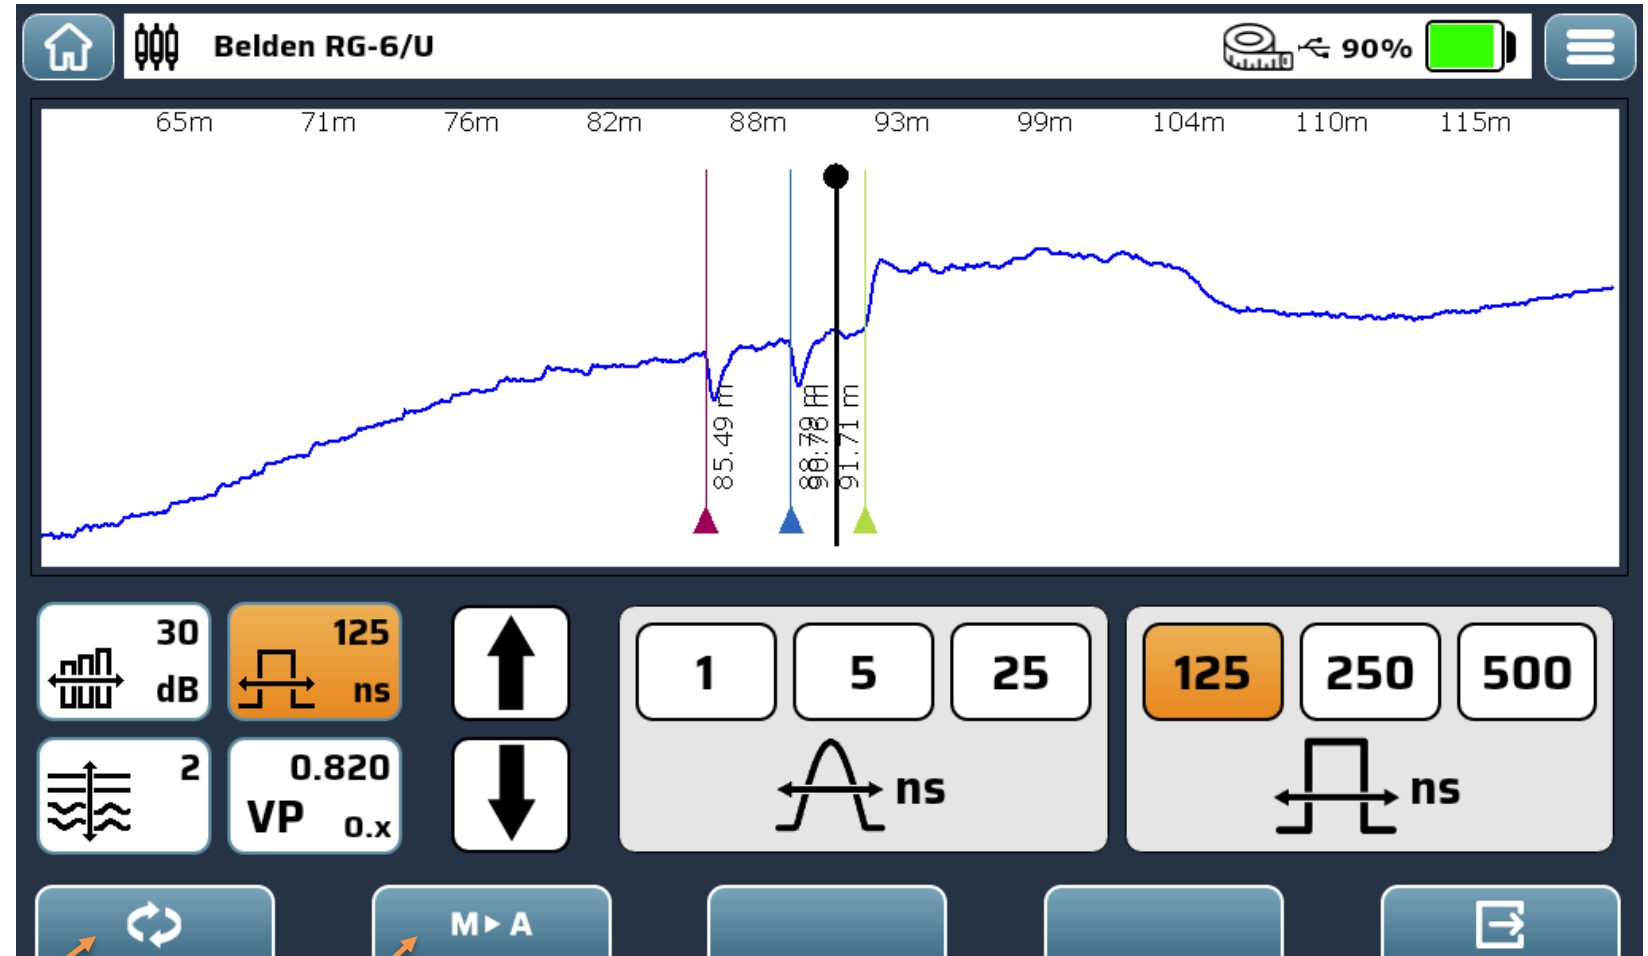 Belden RG-6/U
90%
65m 71m 76m 82m 88m 93m 99m 104m 110m 115m
85.49 m
91.71 m
30 dB
125 ns
1 5 25
125 250 500
2
0.820
VP 0.x
ns
ns
M▶A